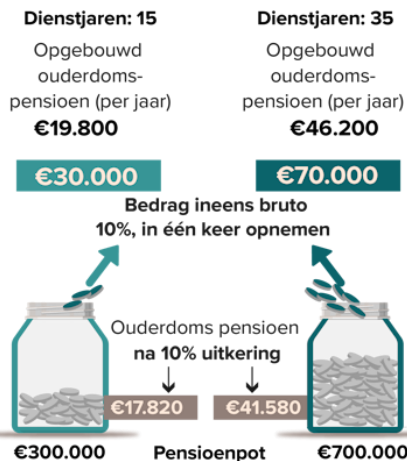 Dienstjaren: 15
Opgebouwd
ouderdoms-
pensioen (per jaar)
€19.800
€30.000
Dienstjaren: 35
Opgebouwd
ouderdoms-
pensioen (per jaar)
€46.200
€70.000
Bedrag ineens bruto
10%, in één keer opnemen
Ouderdoms pensioen
na 10% uitkering
€17.820
€41.580
€300.000
Pensioenpot
€700.000